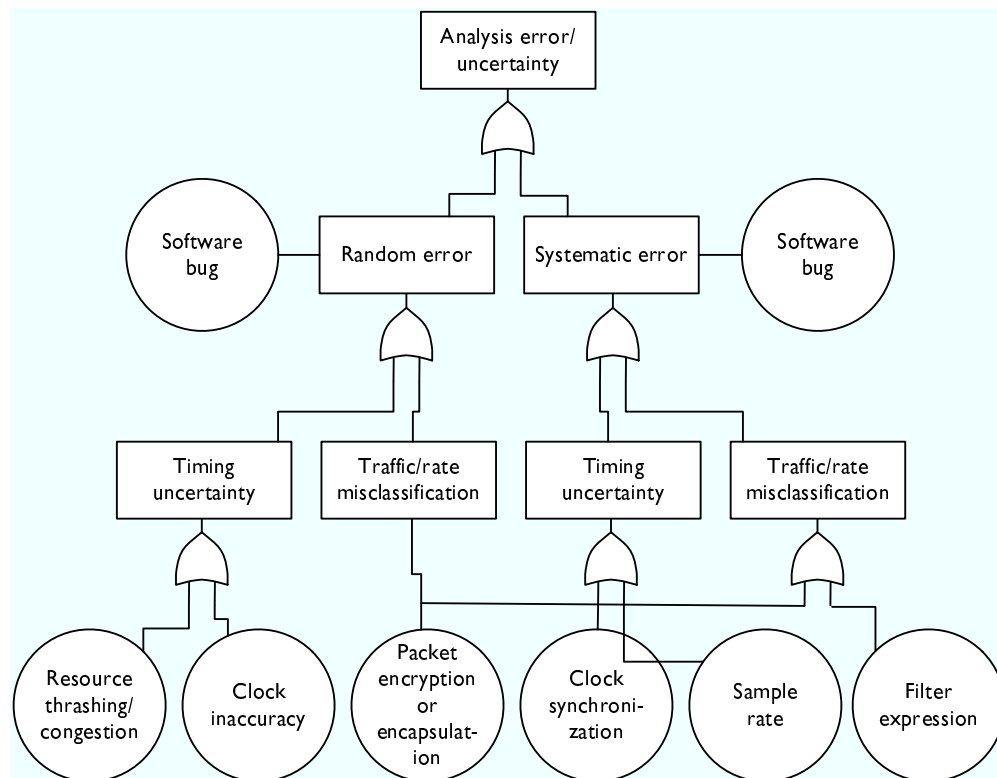 Analysis error/
uncertainty
Software
bug
Random error
Systematic error
Software
bug
Timing
uncertainty
Traffic/rate
misclassification
Timing
uncertainty
Traffic/rate
misclassification
Resource
thrashing/
congestion
Clock
inaccuracy
Packet
encryption
or
encapsulat-
ion
Clock
synchroni-
zation
Sample
rate
Filter
expression